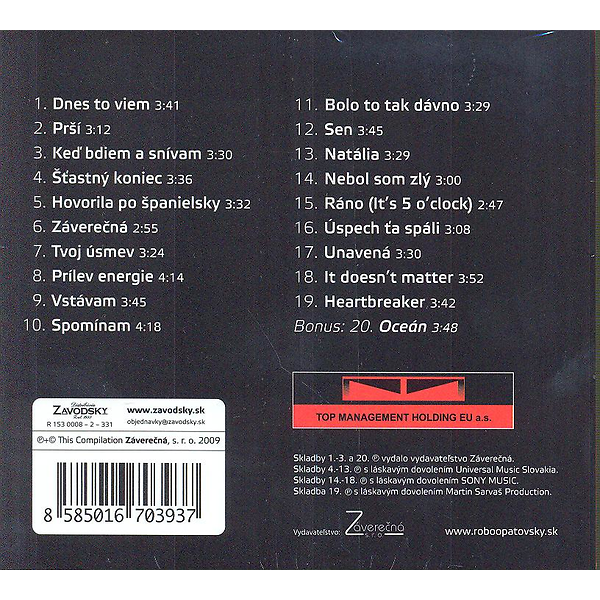 1. Dnes to viem 3:41
2. Prší 3:12
3. Keď bdiem a snívam 3:30
4. Šťastný koniec 3:36
5. Hovorila po španielsky 3:32
6. Záverečná 2:55
7. Tvoj úsmev 3:24
8. Prílev energie 4:14
9. Vstávam 3:45
10. Spomínam 4:18
11. Bolo to tak dávno 3:29
12. Sen 3:45
13. Natália 3:29
14. Nebol som zlý 3:00
15. Ráno (It's 5 o'clock) 2:47
16. Úspech ťa spáli 3:08
17. Unavená 3:30
18. It doesn't matter 3:52
19. Heartbreaker 3:42
Bonus: 20. Oceán 3:48
ZAVODSKY
R 153 0008 – 2 – 331
www.zavodsky.sk
objednavky@zavodsky.sk
℗+© This Compilation Záverečná, s. r. o. 2009
8 585016 703937
TOP MANAGEMENT HOLDING EU a.s.
Skladby 1.-3. a 20. ℗ vydalo vydavateľstvo Záverečná.
Skladby 4.-13. ℗ s láskavým dovolením Universal Music Slovakia.
Skladby 14.-18. ℗ s láskavým dovolením SONY MUSIC.
Skladba 19. ℗ s láskavým dovolením Martin Sarvaš Production.
Vydavateľstvo: Záverečná s.r.o.
www.roboopatovsky.sk